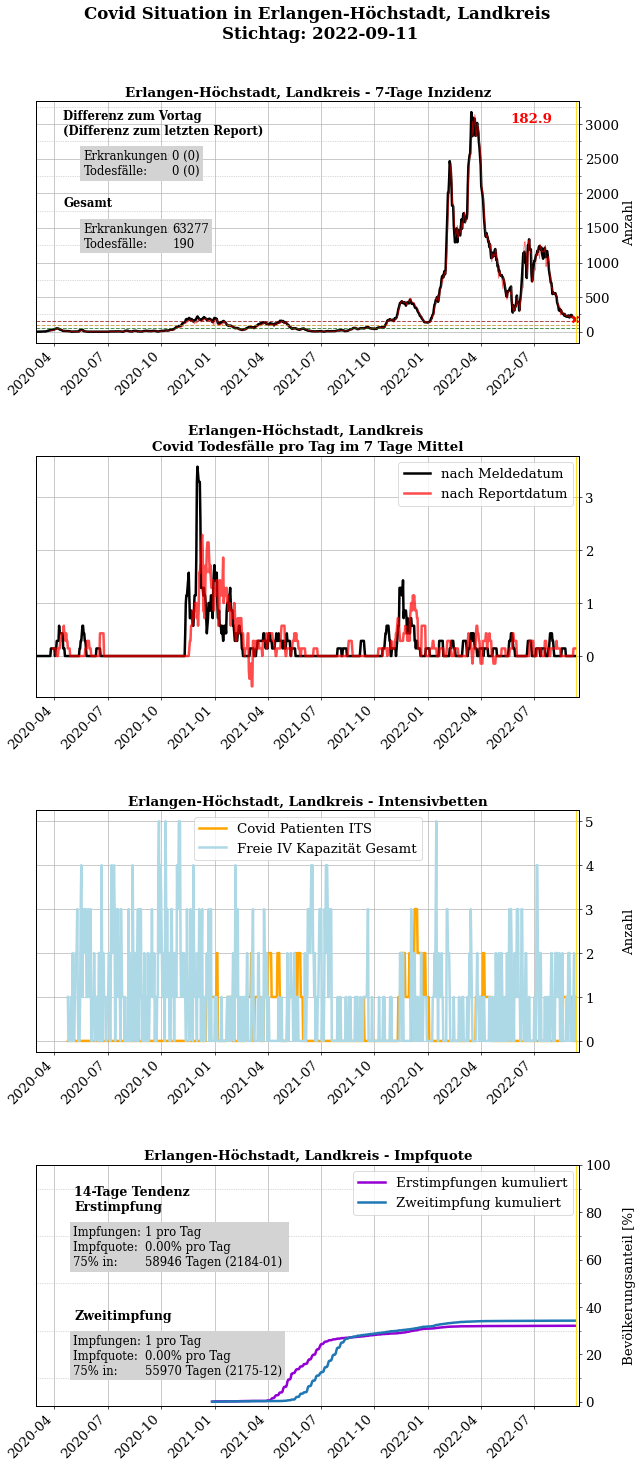 Covid Situation in Erlangen-Höchstadt, Landkreis
Stichtag: 2022-09-11
Erlangen-Höchstadt, Landkreis - 7-Tage Inzidenz
Differenz zum Vortag
(Differenz zum letzten Report)
Erkrankungen 0 (0)
Todesfälle: 0 (0)
Gesamt
Erkrankungen 63277
Todesfälle: 190
182.9
3000
2500
2000
1500
1000
500
0
Anzahl
2020-04 2020-07 2020-10 2021-01 2021-04 2021-07 2021-10 2022-01 2022-04 2022-07
Erlangen-Höchstadt, Landkreis
Covid Todesfälle pro Tag im 7 Tage Mittel
nach Meldedatum
nach Reportdatum
3
2
1
0
2020-04 2020-07 2020-10 2021-01 2021-04 2021-07 2021-10 2022-01 2022-04 2022-07
Erlangen-Höchstadt, Landkreis - Intensivbetten
Covid Patienten ITS
Freie IV Kapazität Gesamt
5
4
3
2
1
0
Anzahl
2020-04 2020-07 2020-10 2021-01 2021-04 2021-07 2021-10 2022-01 2022-04 2022-07
Erlangen-Höchstadt, Landkreis - Impfquote
14-Tage Tendenz
Erstimpfung
Impfungen: 1 pro Tag
Impfquote: 0.00% pro Tag
75% in: 58946 Tagen (2184-01)
Zweitimpfung
Impfungen: 1 pro Tag
Impfquote: 0.00% pro Tag
75% in: 55970 Tagen (2175-12)
Erstimpfungen kumuliert
Zweitimpfung kumuliert
100
80
60
40
20
0
Bevölkerungsanteil [%]
2020-04 2020-07 2020-10 2021-01 2021-04 2021-07 2021-10 2022-01 2022-04 2022-07